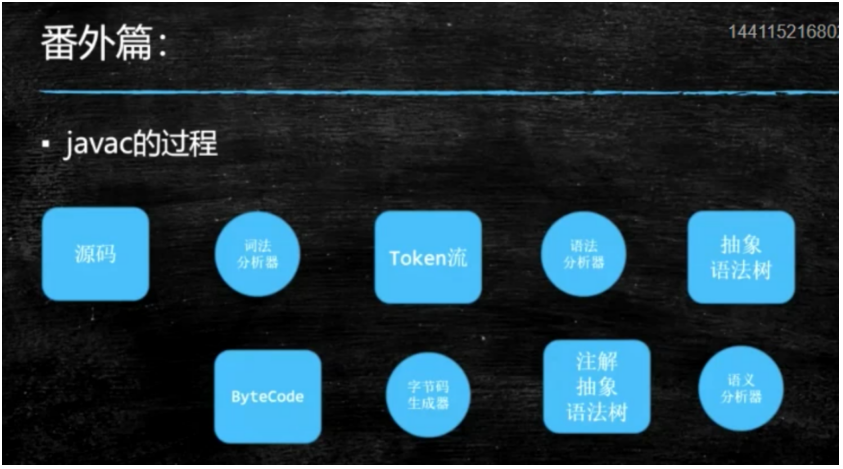 番外篇：
144115216802
▪ javac的过程
源码
词法
分析器
Token流
语法
分析器
抽象
语法树
ByteCode
字节码
生成器
注解
抽象
语法树
语义
分析器